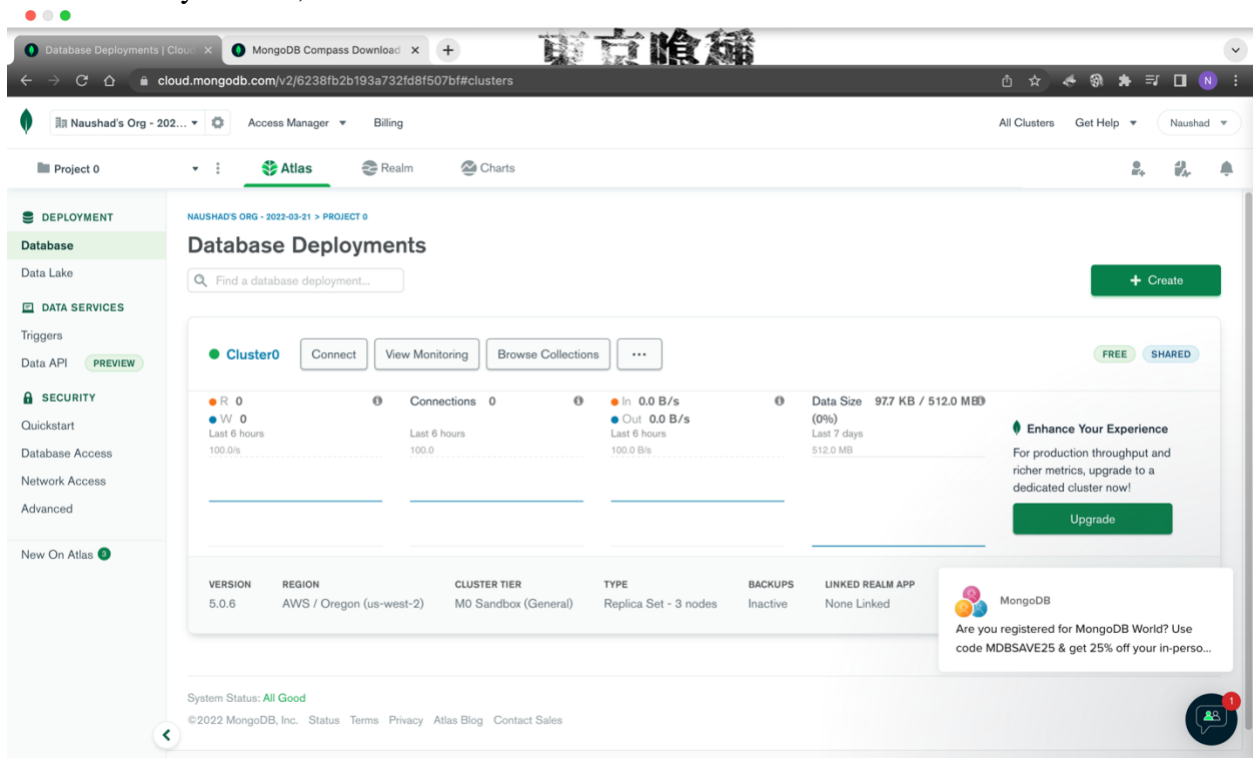 東京喰種
Database Deployments | Cloud
MongoDB Compass Download
cloud.mongodb.com/v2/6238fb2b193a732fd8f507bf#clusters
N
Naushad's Org - 202...
Access Manager
Billing
All Clusters
Get Help
Naushad
Project 0
Atlas
Realm
Charts
DEPLOYMENT
Database
Data Lake
DATA SERVICES
Triggers
Data API PREVIEW
SECURITY
Quickstart
Database Access
Network Access
Advanced
New On Atlas 3
NAUSHAD'S ORG - 2022-03-21 > PROJECT 0
Database Deployments
Find a database deployment...
+ Create
Cluster0
Connect
View Monitoring
Browse Collections
...
FREE
SHARED
R 0
W 0
Last 6 hours
100.0/s
Connections 0
Last 6 hours
100.0
In 0.0 B/s
Out 0.0 B/s
Last 6 hours
100.0 B/s
Data Size 97.7 KB / 512.0 MB
(0%)
Last 7 days
512.0 MB
Enhance Your Experience
For production throughput and
richer metrics, upgrade to a
dedicated cluster now!
Upgrade
VERSION
5.0.6
REGION
AWS / Oregon (us-west-2)
CLUSTER TIER
M0 Sandbox (General)
TYPE
Replica Set - 3 nodes
BACKUPS
Inactive
LINKED REALM APP
None Linked
MongoDB
Are you registered for MongoDB World? Use
code MDBSAVE25 & get 25% off your in-perso...
System Status: All Good
©2022 MongoDB, Inc. Status Terms Privacy Atlas Blog Contact Sales
1